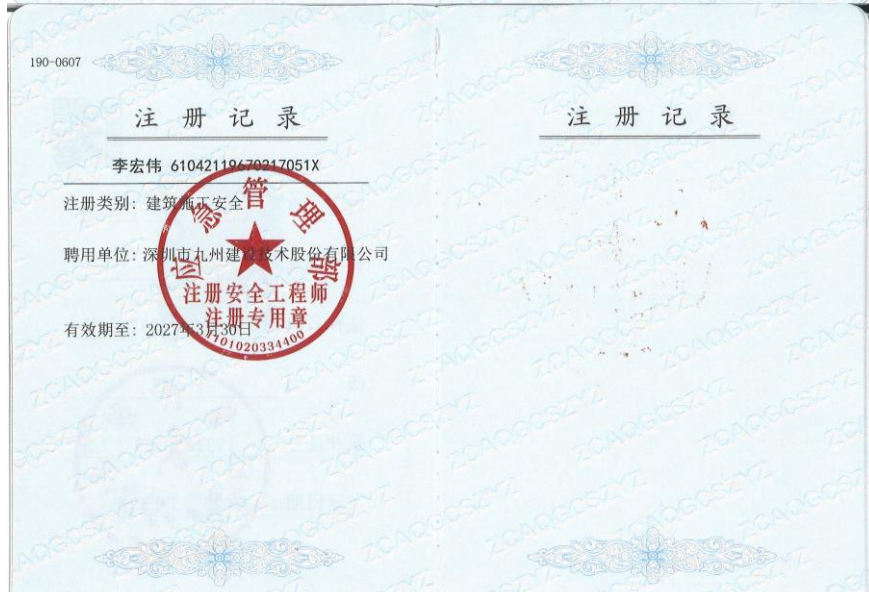 190-0607
注册记录
李宏伟 61042119670217051X
注册类别: 建筑施工安全
聘用单位: 深圳市九州建设技术股份有限公司
有效期至: 2027年3月30日
应急管理部
注册安全工程师
注册专用章
1101020334400
注册记录
ZCAQGCSZYZ